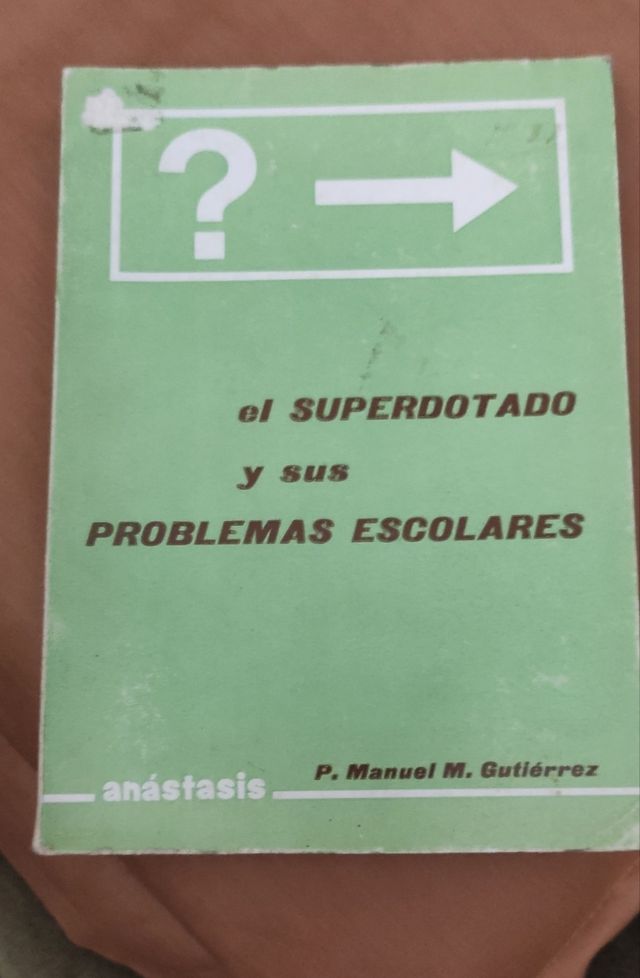 ?
el SUPERDOTADO
y sus
PROBLEMAS ESCOLARES
P. Manuel M. Gutiérrez
anástasis